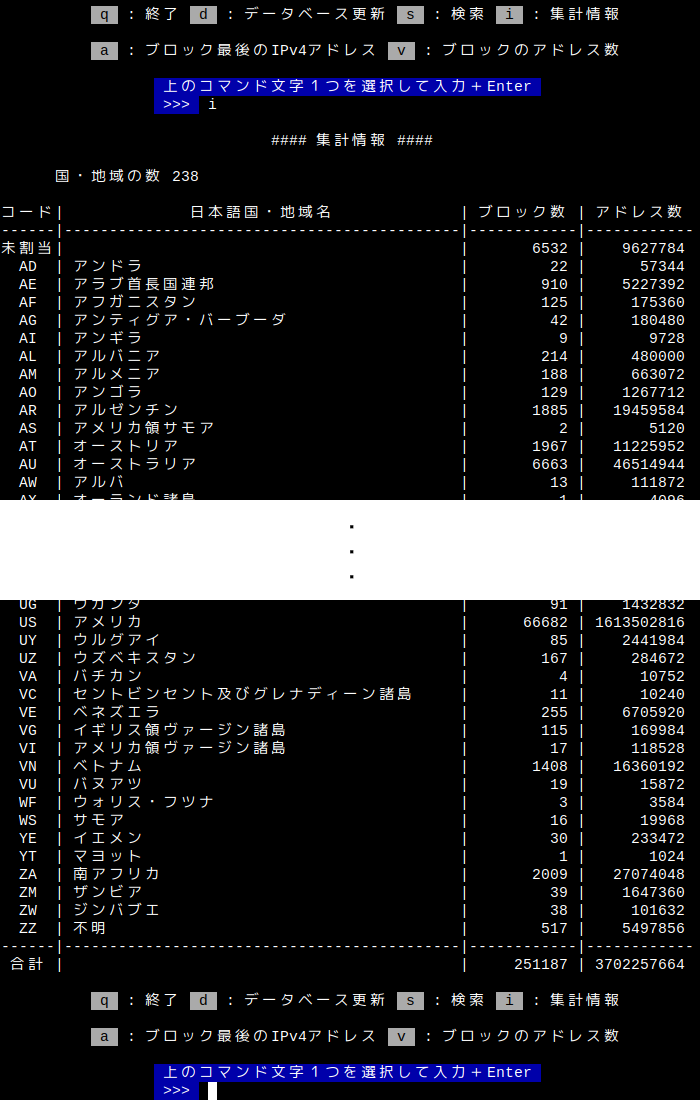 q : 終了 d : データベース更新 s : 検索 i : 集計情報
a : ブロック最後のIPv4アドレス v : ブロックのアドレス数
上のコマンド文字１つを選択して入力＋Enter
>>> i
#### 集計情報 ####
国・地域の数 238
コード| 日本語国・地域名 | ブロック数 | アドレス数
------|--------------------------------------------|------------|------------
未割当| | 6532 | 9627784
AD | アンドラ | 22 | 57344
AE | アラブ首長国連邦 | 910 | 5227392
AF | アフガニスタン | 125 | 175360
AG | アンティグア・バーブーダ | 42 | 180480
AI | アンギラ | 9 | 9728
AL | アルバニア | 214 | 480000
AM | アルメニア | 188 | 663072
AO | アンゴラ | 129 | 1267712
AR | アルゼンチン | 1885 | 19459584
AS | アメリカ領サモア | 2 | 5120
AT | オーストリア | 1967 | 11225952
AU | オーストラリア | 6663 | 46514944
AW | アルバ | 13 | 111872
AX | オーランド諸島 | 1 | 4096
UG | ウガンダ | 91 | 1432832
US | アメリカ | 66682 | 1613502816
UY | ウルグアイ | 85 | 2441984
UZ | ウズベキスタン | 167 | 284672
VA | バチカン | 4 | 10752
VC | セントビンセント及びグレナディーン諸島 | 11 | 10240
VE | ベネズエラ | 255 | 6705920
VG | イギリス領ヴァージン諸島 | 115 | 169984
VI | アメリカ領ヴァージン諸島 | 17 | 118528
VN | ベトナム | 1408 | 16360192
VU | バヌアツ | 19 | 15872
WF | ウォリス・フツナ | 3 | 3584
WS | サモア | 16 | 19968
YE | イエメン | 30 | 233472
YT | マヨット | 1 | 1024
ZA | 南アフリカ | 2009 | 27074048
ZM | ザンビア | 39 | 1647360
ZW | ジンバブエ | 38 | 101632
ZZ | 不明 | 517 | 5497856
------|--------------------------------------------|------------|------------
合計 | | 251187 | 3702257664
q : 終了 d : データベース更新 s : 検索 i : 集計情報
a : ブロック最後のIPv4アドレス v : ブロックのアドレス数
上のコマンド文字１つを選択して入力＋Enter
>>>